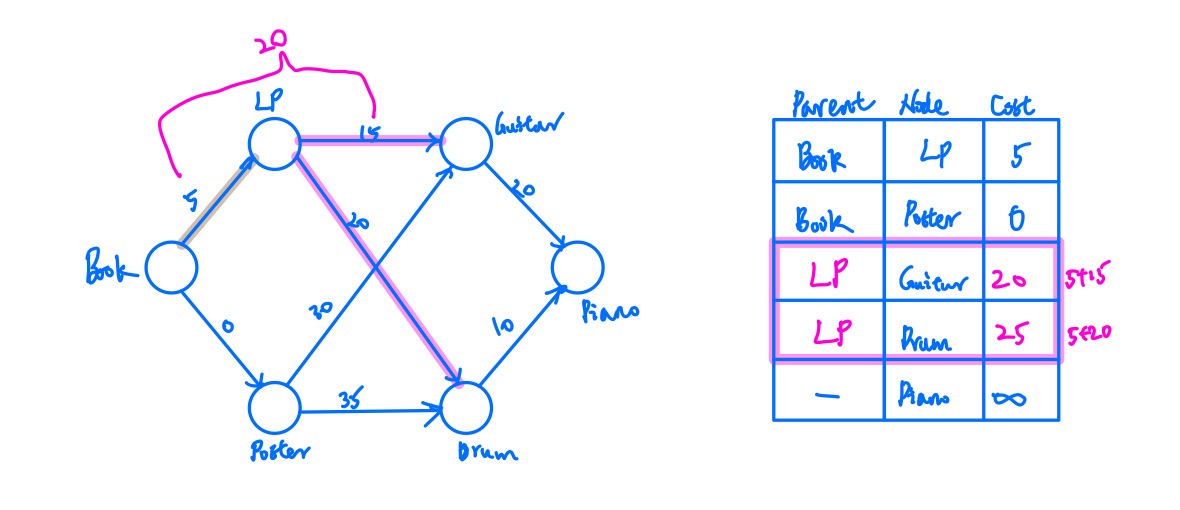 20
LP
15
Guitar
5
20
20
Book
Piano
0
30
10
35
Poster
Drum
Parent Node Cost
Book LP 5
Book Poster 0
LP Guitar 20 5+15
LP Drum 25 5+20
— Piano ∞